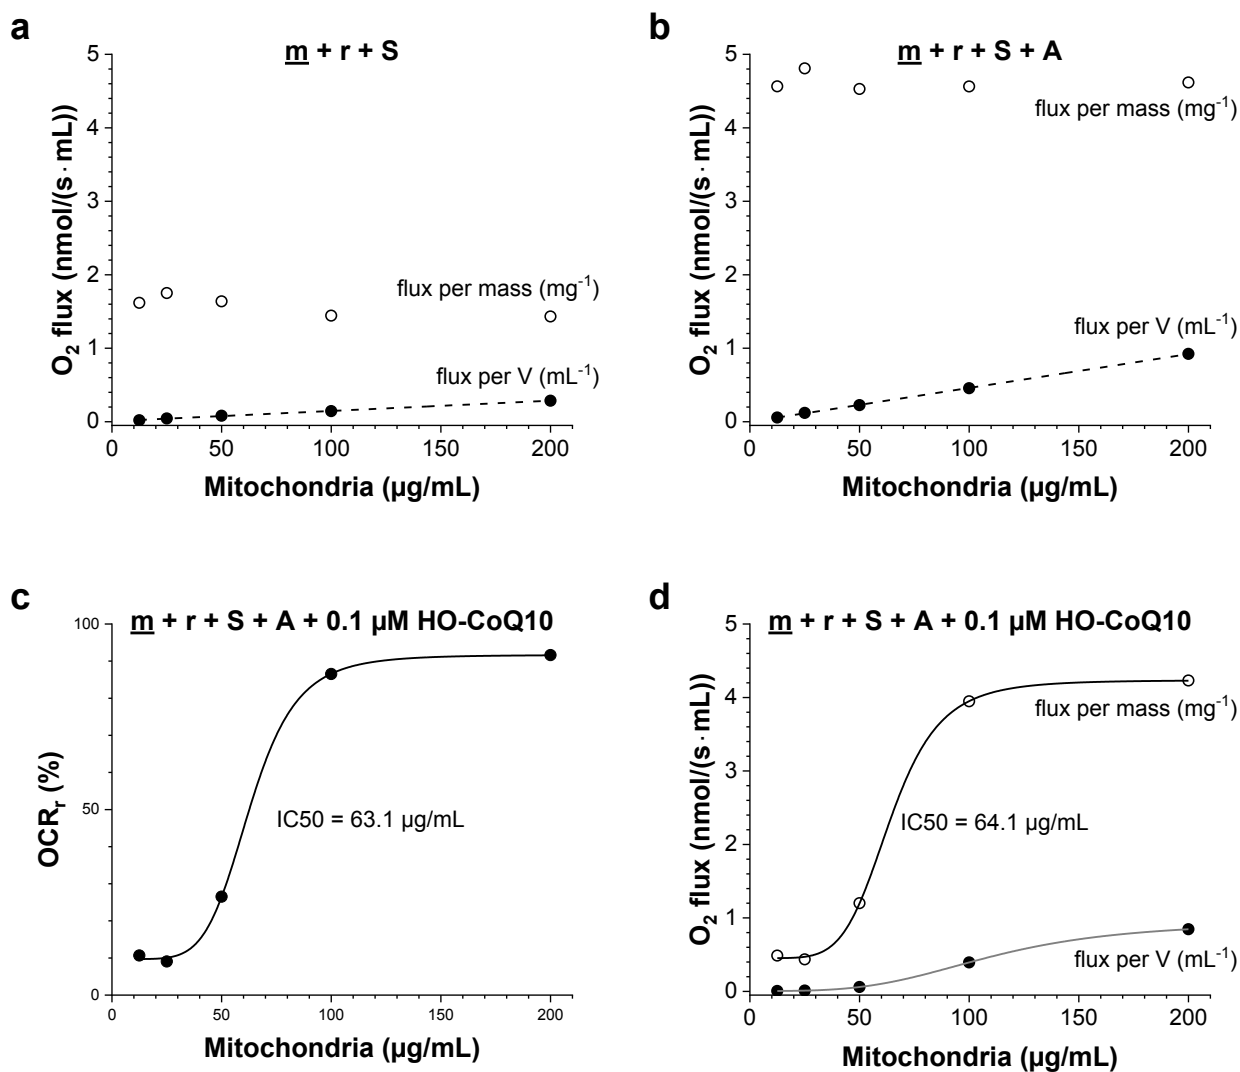 a
m + r + S
5
4
3
2
1
0
O2 flux (nmol/(s·mL))
flux per mass (mg-1)
flux per V (mL-1)
0 50 100 150 200
Mitochondria (µg/mL)
b
m + r + S + A
5
4
3
2
1
0
O2 flux (nmol/(s·mL))
flux per mass (mg-1)
flux per V (mL-1)
0 50 100 150 200
Mitochondria (µg/mL)
c
m + r + S + A + 0.1 µM HO-CoQ10
100
50
0
OCRr (%)
IC50 = 63.1 µg/mL
0 50 100 150 200
Mitochondria (µg/mL)
d
m + r + S + A + 0.1 µM HO-CoQ10
5
4
3
2
1
0
O2 flux (nmol/(s·mL))
flux per mass (mg-1)
IC50 = 64.1 µg/mL
flux per V (mL-1)
0 50 100 150 200
Mitochondria (µg/mL)